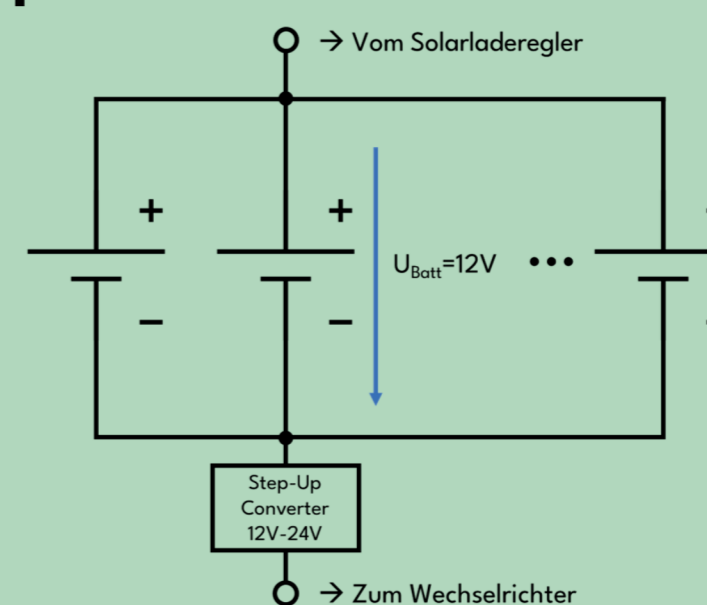 → Vom Solarladeregler
+ +
U_Batt=12V •••
− −
Step-Up
Converter
12V-24V
→ Zum Wechselrichter